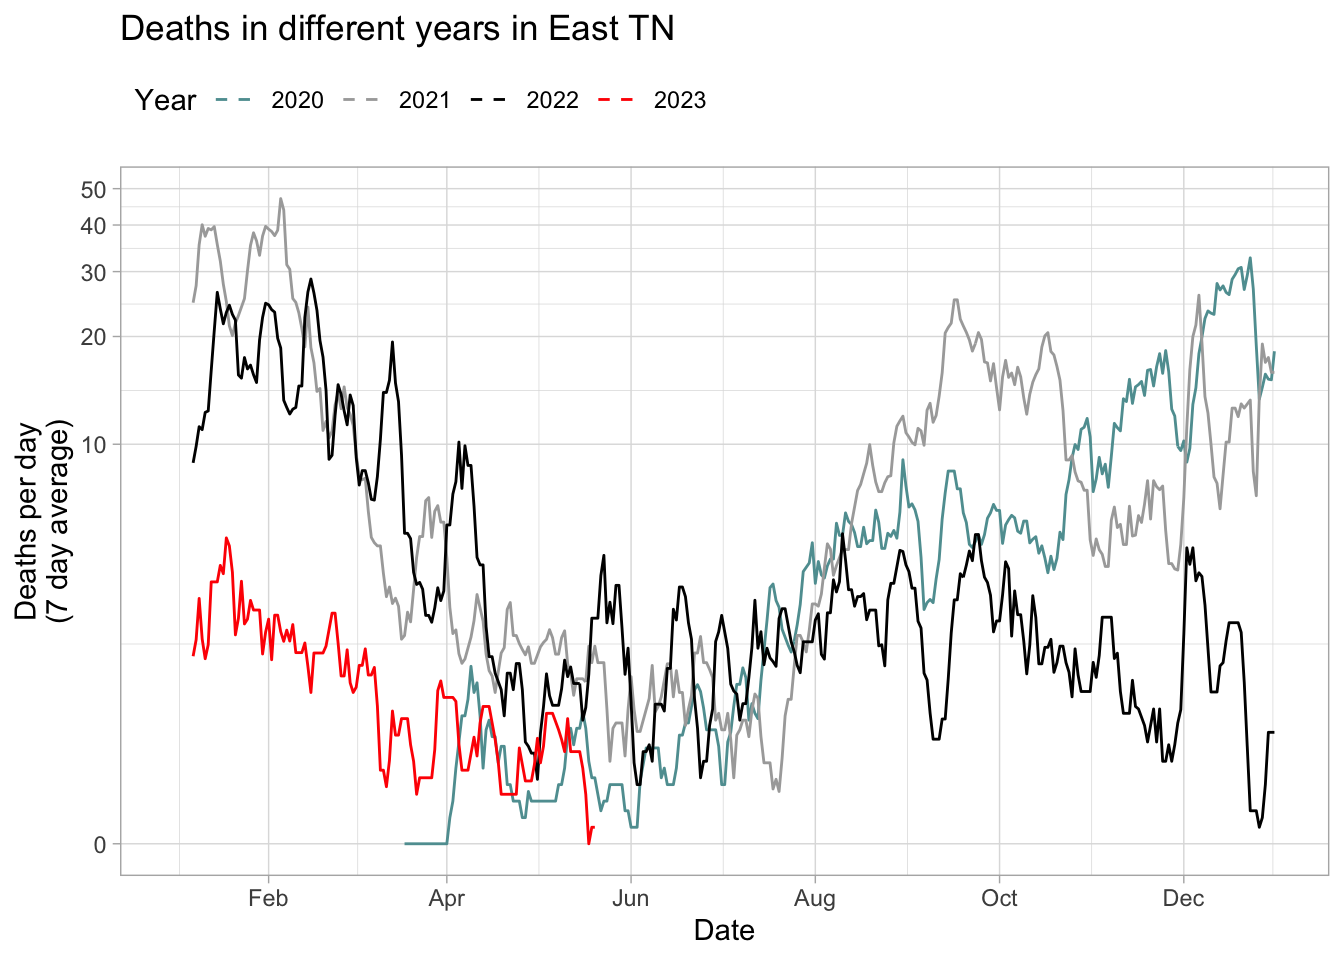 Deaths in different years in East TN
Year 2020 2021 2022 2023
50
40
30
20
10
0
Deaths per day
(7 day average)
Feb Apr Jun Aug Oct Dec
Date